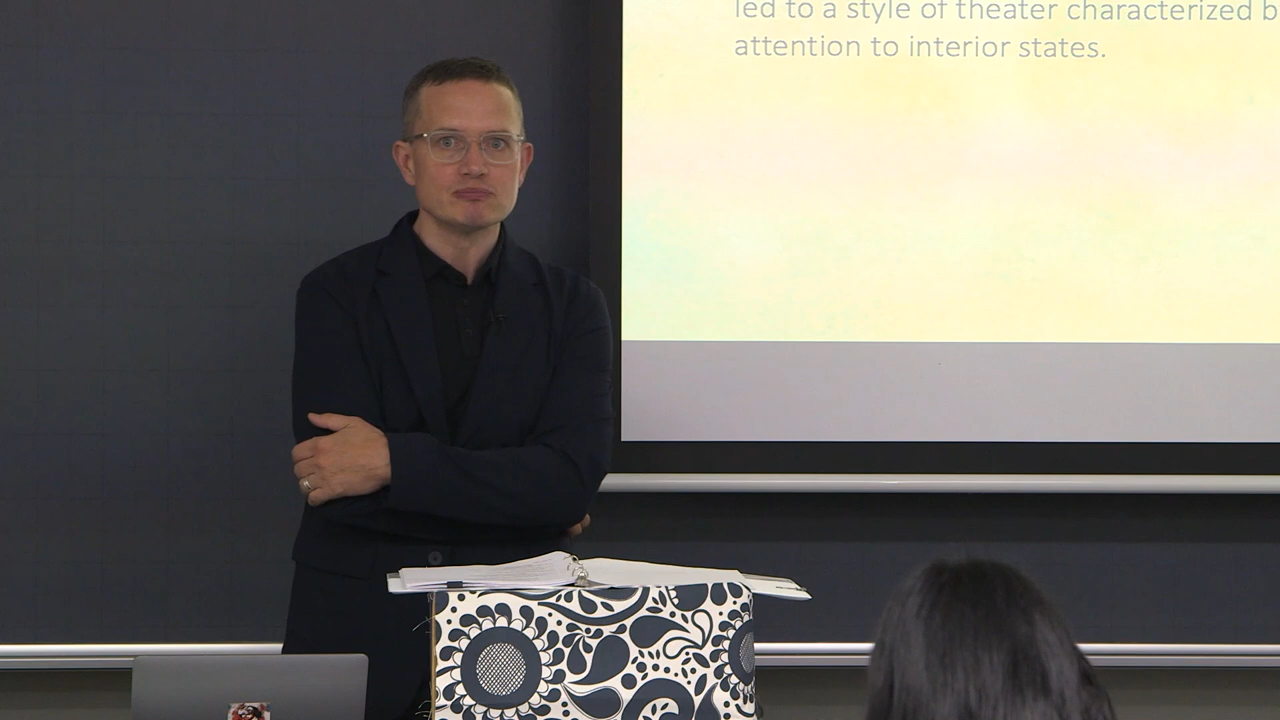 led to a style of theater characterized b
attention to interior states.